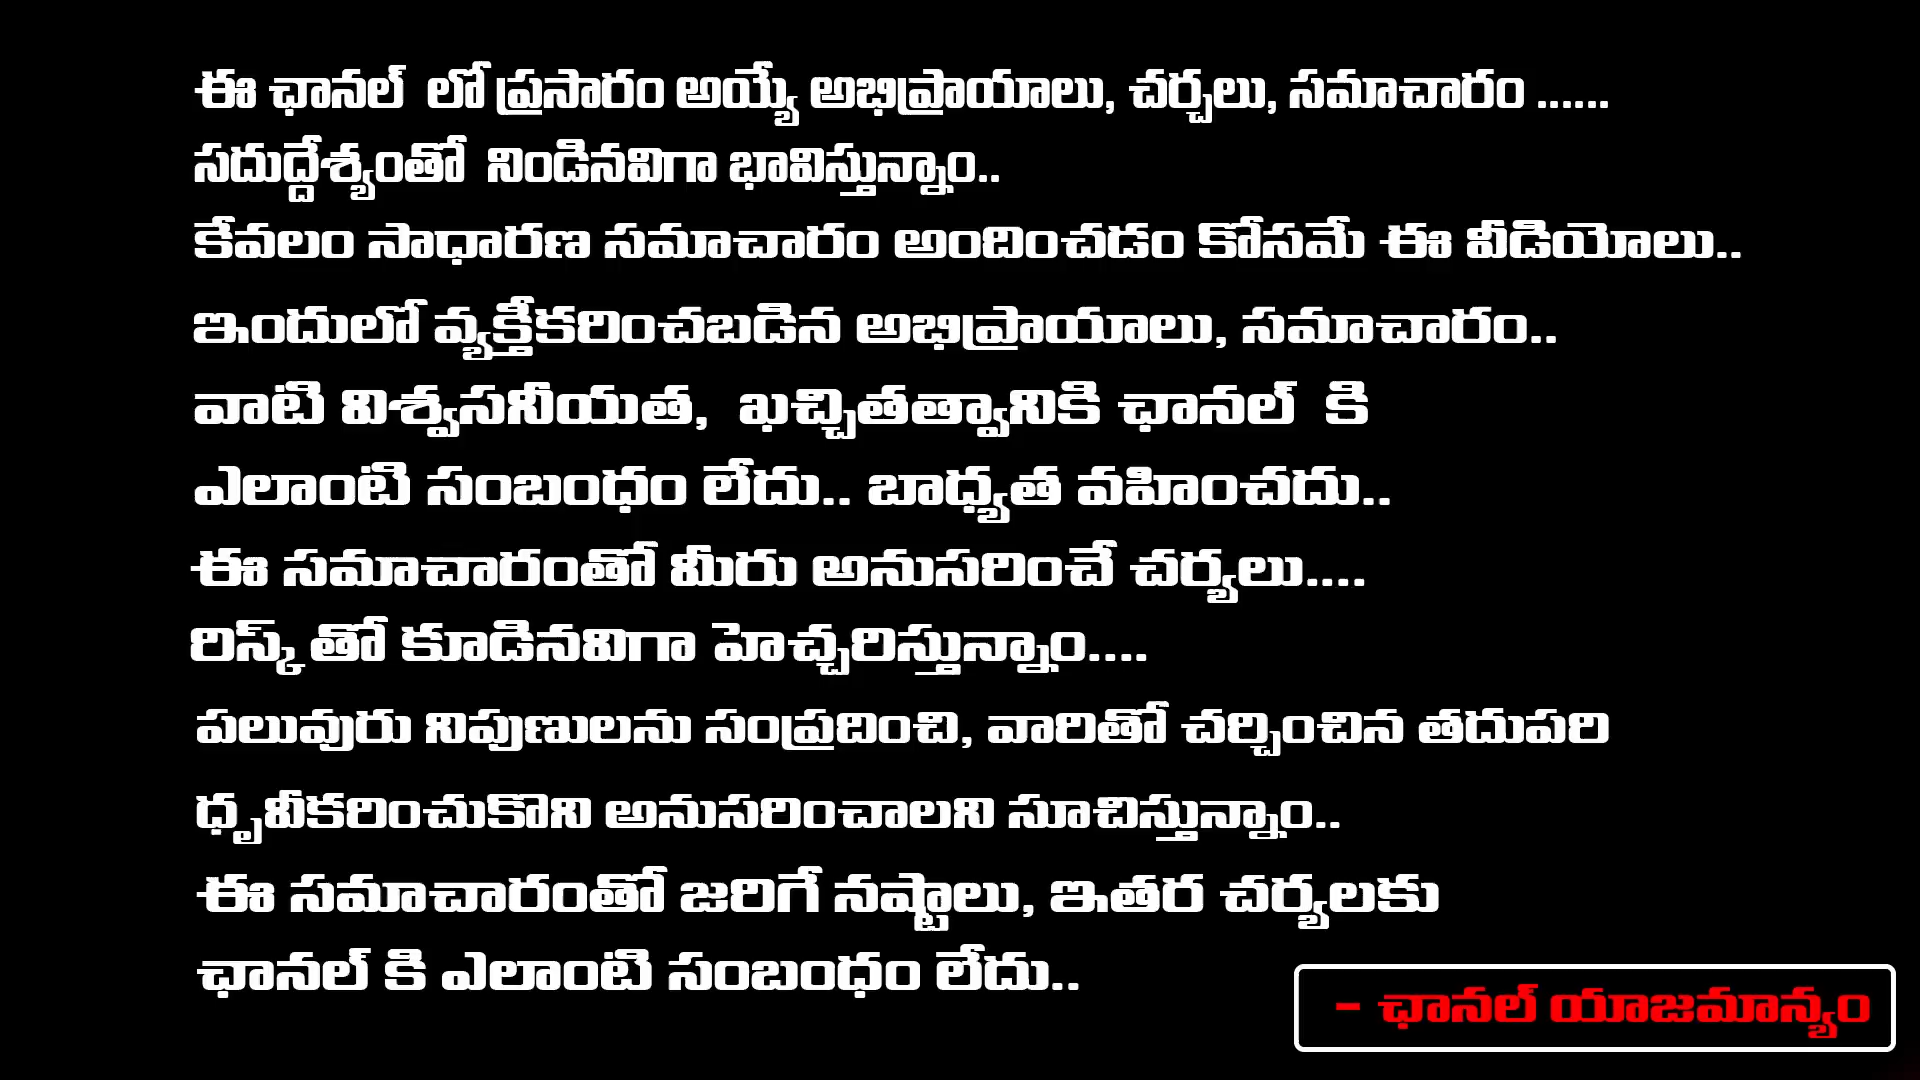 ఈ ఛానల్ లో ప్రసారం అయ్యే అభిప్రాయాలు, చర్చలు, సమాచారం ......
సదుద్దేశ్యంతో నిండినవిగా భావిస్తున్నాం..
కేవలం సాధారణ సమాచారం అందించడం కోసమే ఈ వీడియోలు..
ఇందులో వ్యక్తీకరించబడిన అభిప్రాయాలు, సమాచారం..
వాటి విశ్వసనీయత, ఖచ్చితత్వానికి ఛానల్ కి
ఎలాంటి సంబంధం లేదు.. బాధ్యత వహించదు..
ఈ సమాచారంతో మీరు అనుసరించే చర్యలు....
రిస్క్ తో కూడినవిగా హెచ్చరిస్తున్నాం....
పలువురు నిపుణులను సంప్రదించి, వారితో చర్చించిన తదుపరి
ధృవీకరించుకొని అనుసరించాలని సూచిస్తున్నాం..
ఈ సమాచారంతో జరిగే నష్టాలు, ఇతర చర్యలకు
ఛానల్ కి ఎలాంటి సంబంధం లేదు..
- ఛానల్ యాజమాన్యం